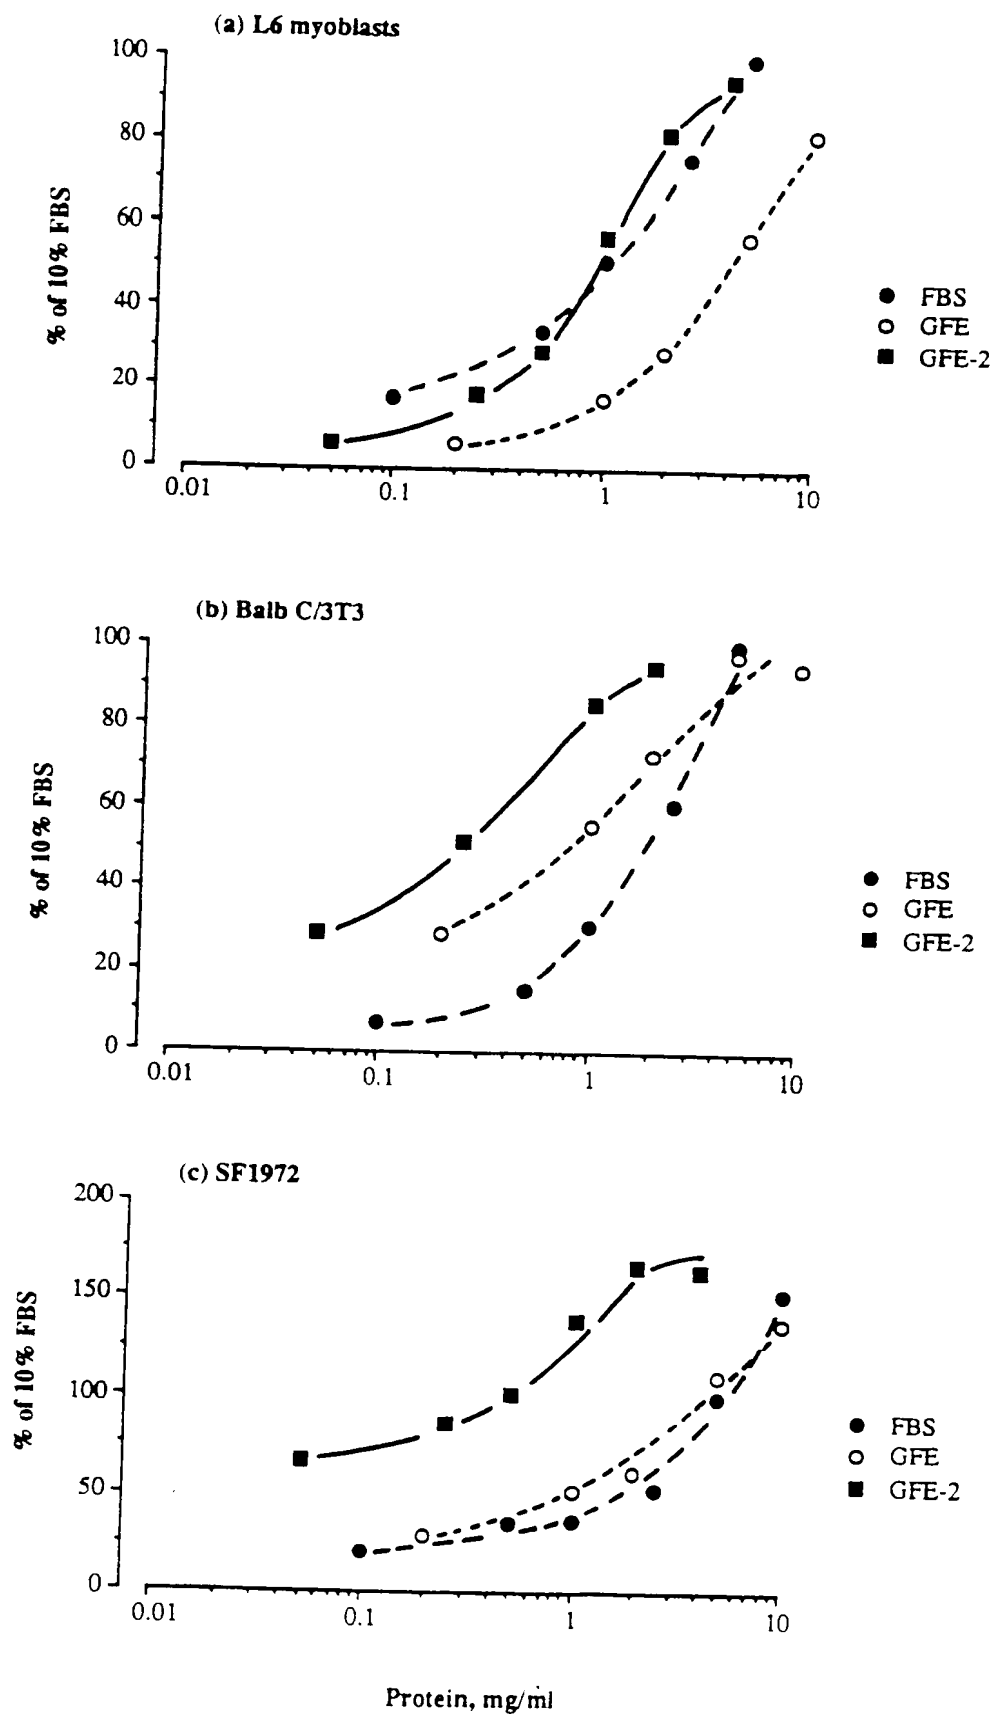 (a) L6 myoblasts
100
80
60
40
20
0
% of 10% FBS
0.01 0.1 1 10
FBS
GFE
GFE-2
(b) Balb C/3T3
100
80
60
40
20
0
% of 10% FBS
0.01 0.1 1 10
FBS
GFE
GFE-2
(c) SF1972
200
150
100
50
0
% of 10% FBS
0.01 0.1 1 10
FBS
GFE
GFE-2
Protein, mg/ml